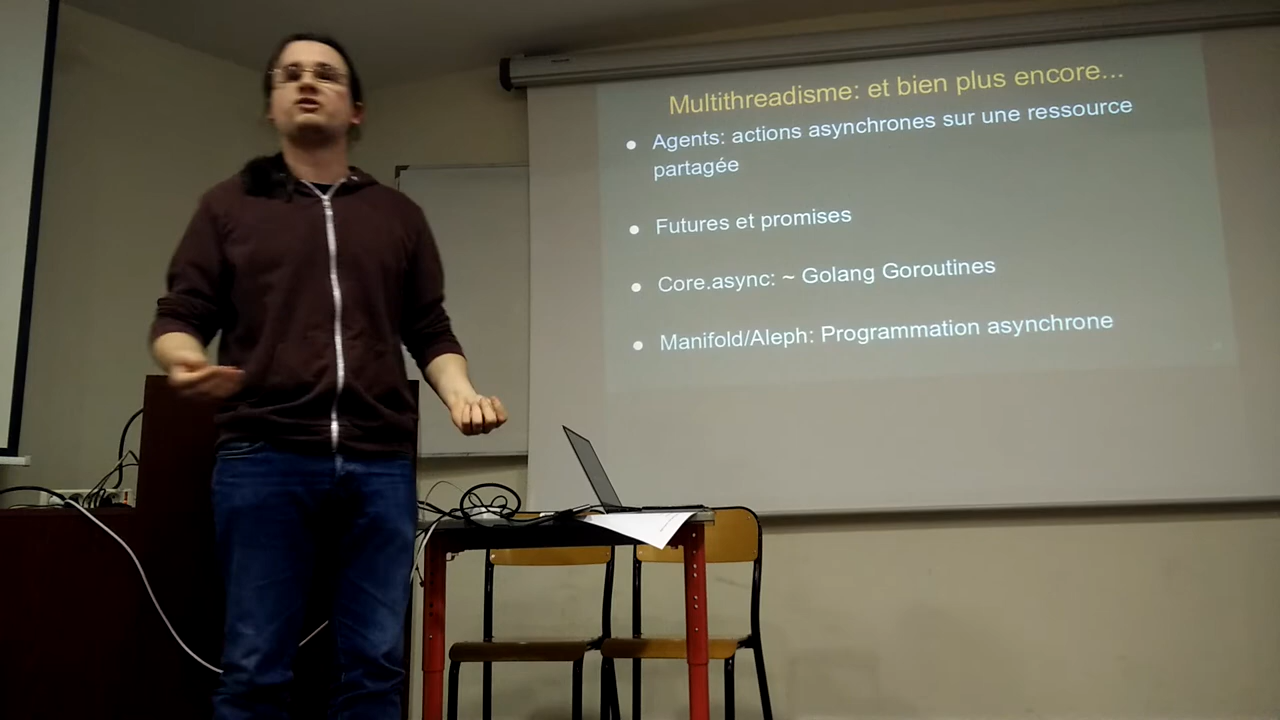 Multithreadisme: et bien plus encore...
Agents: actions asynchrones sur une ressource
partagée
Futures et promises
Core.async: ~ Golang Goroutines
Manifold/Aleph: Programmation asynchrone